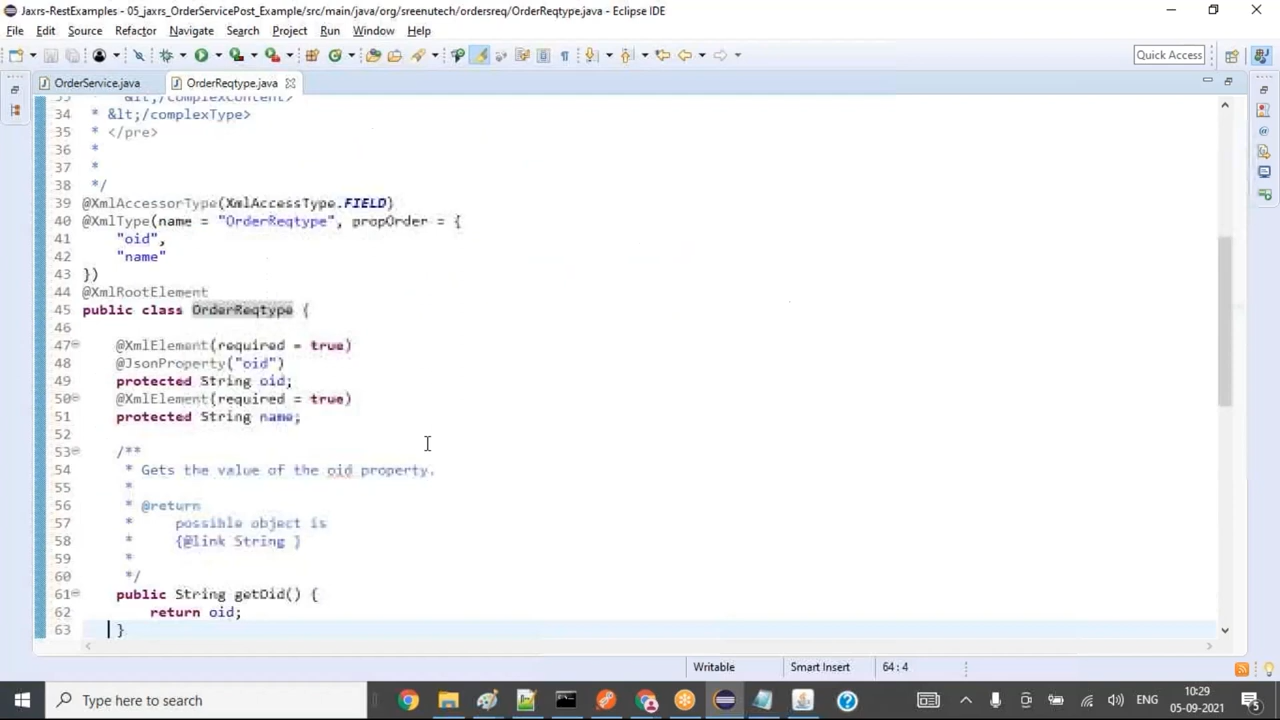 Jaxrs-RestExamples - 05_jaxrs_OrderServicePost_Example/src/main/java/org/sreenutech/ordersreq/OrderReqtype.java - Eclipse IDE
File Edit Source Refactor Navigate Search Project Run Window Help
Quick Access
OrderService.java OrderReqtype.java
33 &lt;/complexContent>
34 * &lt;/complexType>
35 * </pre>
36 *
37 *
38 */
39 @XmlAccessorType(XmlAccessType.FIELD)
40 @XmlType(name = "OrderReqtype", propOrder = {
41 "oid",
42 "name"
43 })
44 @XmlRootElement
45 public class OrderReqtype {
46
47 @XmlElement(required = true)
48 @JsonProperty("oid")
49 protected String oid;
50 @XmlElement(required = true)
51 protected String name;
52
53 /**
54 * Gets the value of the oid property.
55 *
56 * @return
57 * possible object is
58 * {@link String }
59 *
60 */
61 public String getOid() {
62 return oid;
63 }
Writable Smart Insert 64 : 4
Type here to search
ENG
10:29
05-09-2021
5